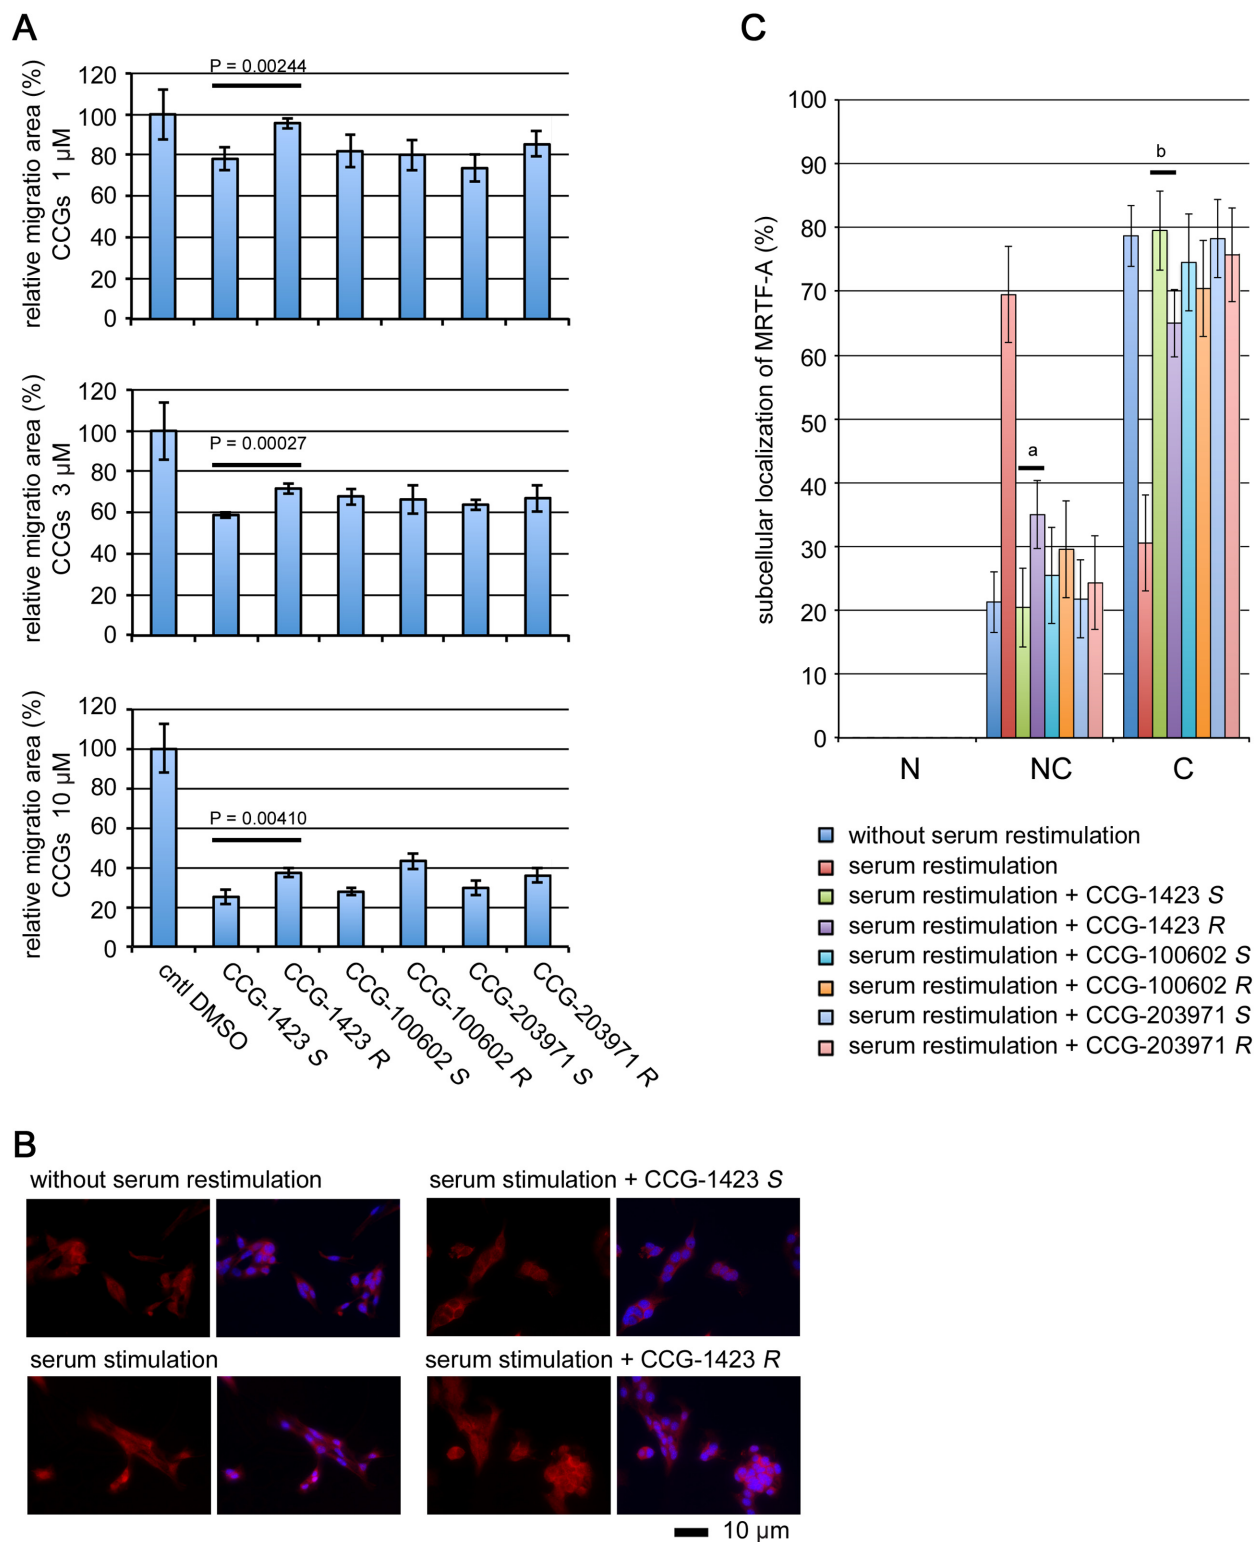 A
relative migratio area (%)
CCGs 1 µM
120
100
80
60
40
20
0
P = 0.00244
relative migratio area (%)
CCGs 3 µM
120
100
80
60
40
20
0
P = 0.00027
relative migratio area (%)
CCGs 10 µM
120
100
80
60
40
20
0
P = 0.00410
cntl DMSO
CCG-1423 S
CCG-1423 R
CCG-100602 S
CCG-100602 R
CCG-203971 S
CCG-203971 R
C
subcellular localization of MRTF-A (%)
100
90
80
70
60
50
40
30
20
10
0
a
b
N NC C
without serum restimulation
serum restimulation
serum restimulation + CCG-1423 S
serum restimulation + CCG-1423 R
serum restimulation + CCG-100602 S
serum restimulation + CCG-100602 R
serum restimulation + CCG-203971 S
serum restimulation + CCG-203971 R
B
without serum restimulation
serum stimulation + CCG-1423 S
serum stimulation
serum stimulation + CCG-1423 R
10 µm